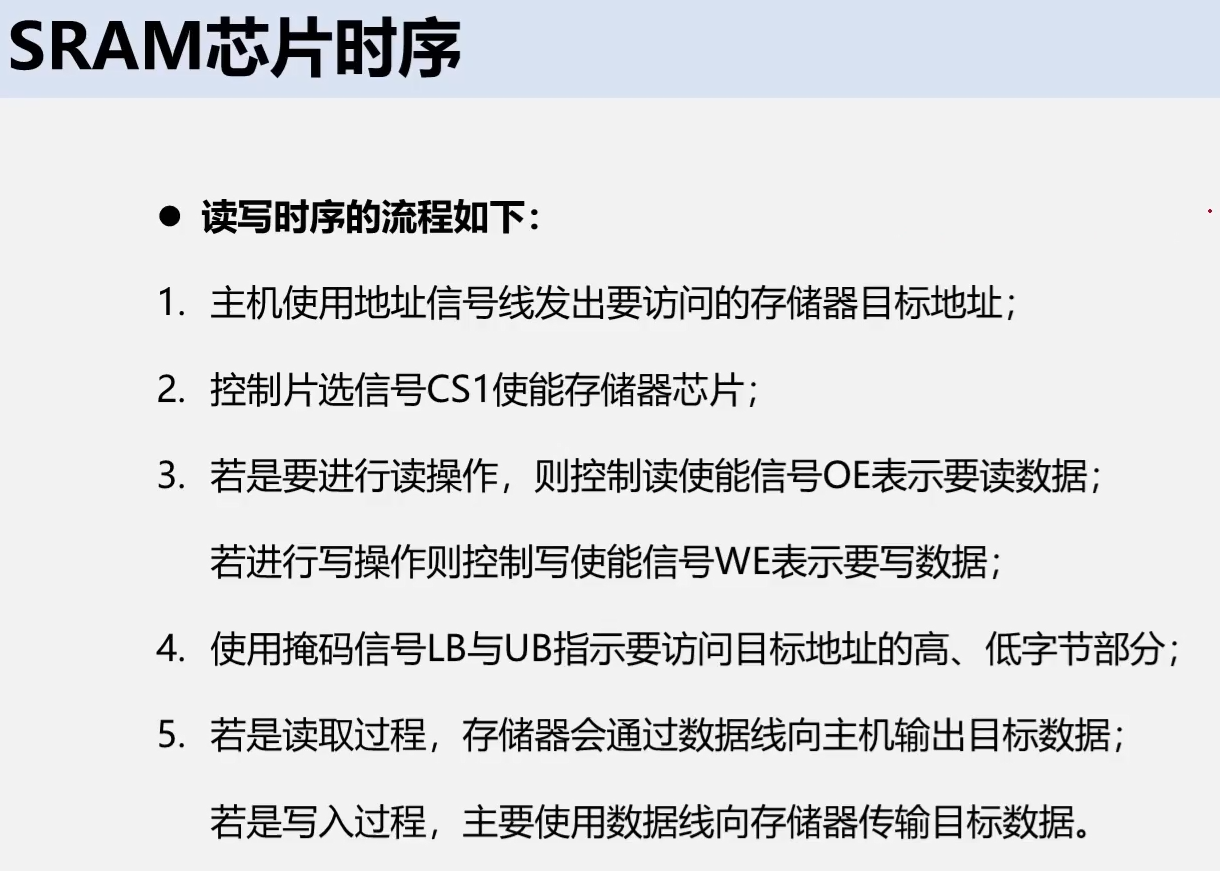 SRAM芯片时序
● 读写时序的流程如下：
1. 主机使用地址信号线发出要访问的存储器目标地址；
2. 控制片选信号CS1使能存储器芯片；
3. 若是要进行读操作，则控制读使能信号OE表示要读数据；
若进行写操作则控制写使能信号WE表示要写数据；
4. 使用掩码信号LB与UB指示要访问目标地址的高、低字节部分；
5. 若是读取过程，存储器会通过数据线向主机输出目标数据；
若是写入过程，主要使用数据线向存储器传输目标数据。